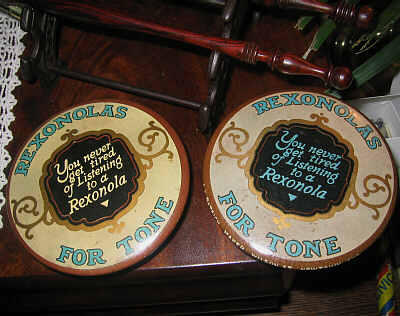 REXONOLAS
You never
get tired
of Listening
to a
Rexonola
FOR TONE
REXONOLAS
You never
get tired
of Listening
to a
Rexonola
FOR TONE